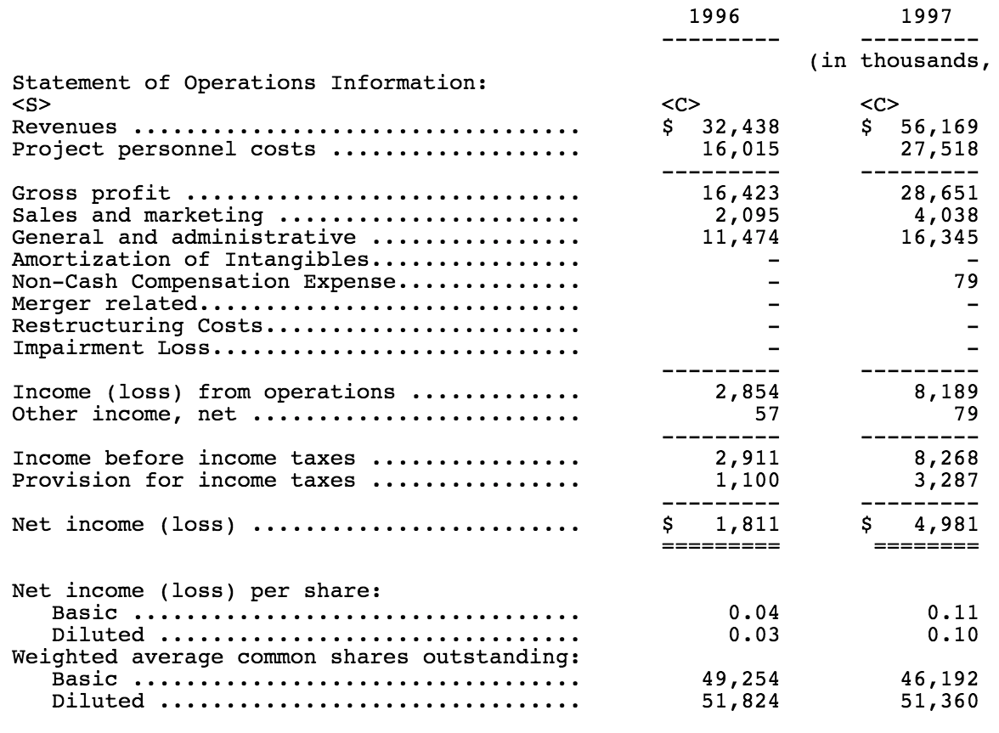 1996 1997
--------- ---------
(in thousands,
Statement of Operations Information:
<S> <C> <C>
Revenues .................................. $ 32,438 $ 56,169
Project personnel costs ................... 16,015 27,518
--------- ---------
Gross profit .............................. 16,423 28,651
Sales and marketing ....................... 2,095 4,038
General and administrative ................ 11,474 16,345
Amortization of Intangibles................ - -
Non-Cash Compensation Expense.............. - 79
Merger related............................. - -
Restructuring Costs........................ - -
Impairment Loss............................ - -
--------- ---------
Income (loss) from operations ............. 2,854 8,189
Other income, net ......................... 57 79
--------- ---------
Income before income taxes ................ 2,911 8,268
Provision for income taxes ................ 1,100 3,287
--------- ---------
Net income (loss) ......................... $ 1,811 $ 4,981
========= ========
Net income (loss) per share:
Basic .................................. 0.04 0.11
Diluted ................................ 0.03 0.10
Weighted average common shares outstanding:
Basic .................................. 49,254 46,192
Diluted ................................ 51,824 51,360